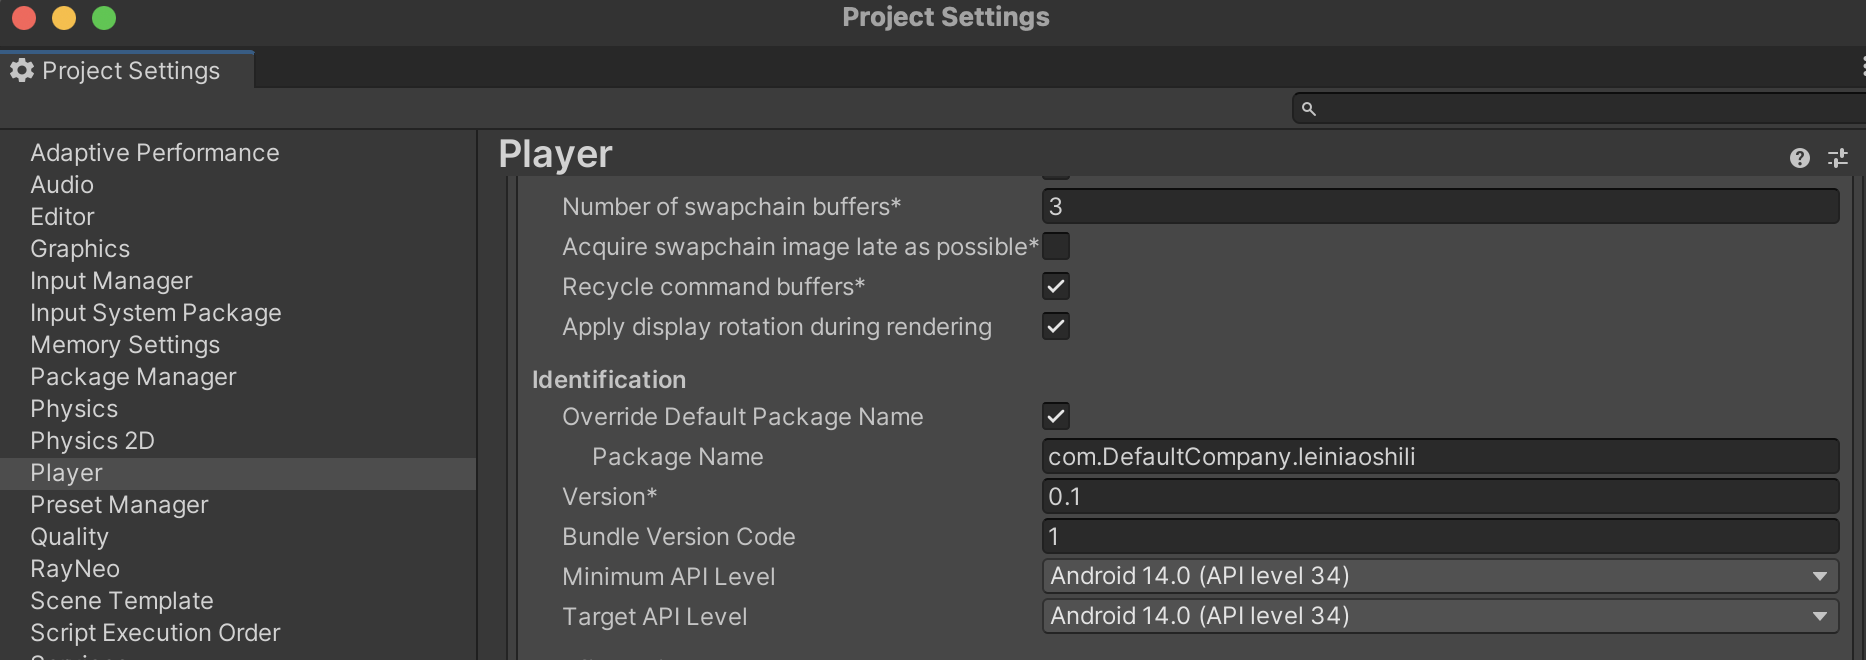 Project Settings
Project Settings
Adaptive Performance
Audio
Editor
Graphics
Input Manager
Input System Package
Memory Settings
Package Manager
Physics
Physics 2D
Player
Preset Manager
Quality
RayNeo
Scene Template
Script Execution Order
Player
Number of swapchain buffers* 3
Acquire swapchain image late as possible*
Recycle command buffers*
Apply display rotation during rendering
Identification
Override Default Package Name
Package Name com.DefaultCompany.leiniaoshili
Version* 0.1
Bundle Version Code 1
Minimum API Level Android 14.0 (API level 34)
Target API Level Android 14.0 (API level 34)